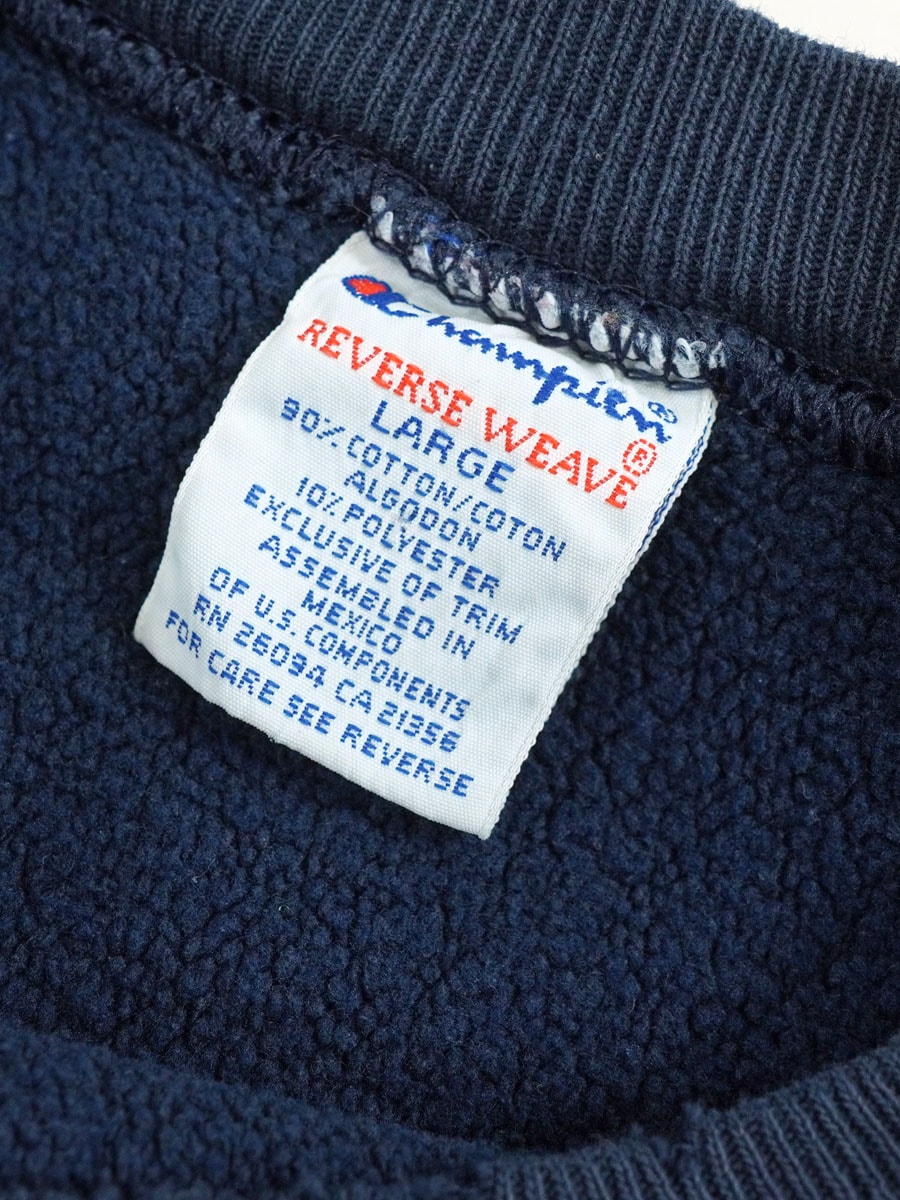 Champion®
REVERSE WEAVE®
LARGE
90% COTTON/COTON
ALGODON
10% POLYESTER
EXCLUSIVE OF TRIM
ASSEMBLED IN
MEXICO
OF U.S. COMPONENTS
RN 26094 CA 21356
FOR CARE SEE REVERSE